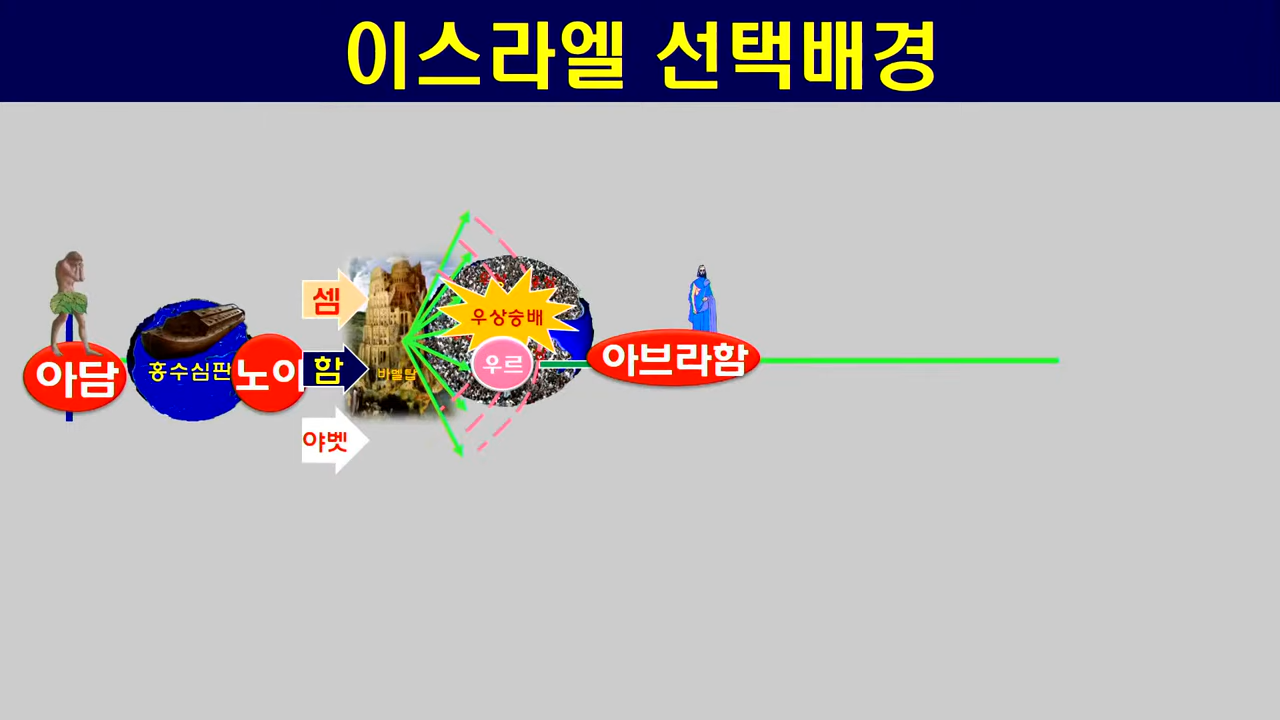 이스라엘 선택배경
아담
홍수심판
노아
셈
함
야벳
바벨탑
우상숭배
우르
아브라함